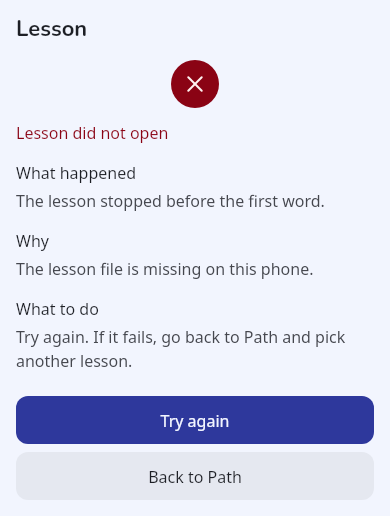 Lesson
Lesson did not open
What happened
The lesson stopped before the first word.
Why
The lesson file is missing on this phone.
What to do
Try again. If it fails, go back to Path and pick
another lesson.
Try again
Back to Path